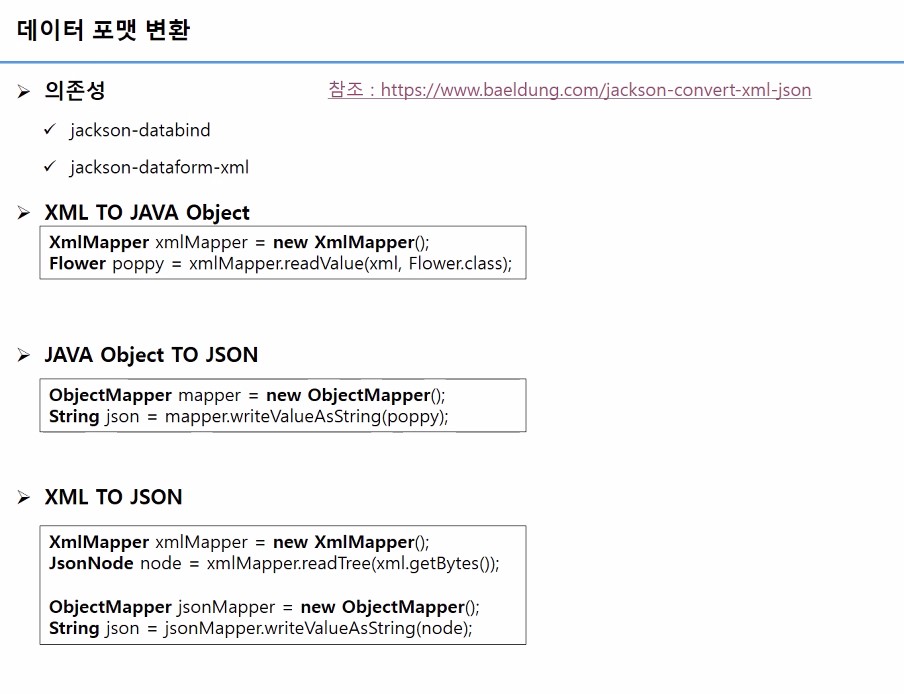 데이터 포맷 변환
➢ 의존성
참조 : https://www.baeldung.com/jackson-convert-xml-json
✓ jackson-databind
✓ jackson-dataform-xml
➢ XML TO JAVA Object
XmlMapper xmlMapper = new XmlMapper();
Flower poppy = xmlMapper.readValue(xml, Flower.class);
➢ JAVA Object TO JSON
ObjectMapper mapper = new ObjectMapper();
String json = mapper.writeValueAsString(poppy);
➢ XML TO JSON
XmlMapper xmlMapper = new XmlMapper();
JsonNode node = xmlMapper.readTree(xml.getBytes());
ObjectMapper jsonMapper = new ObjectMapper();
String json = jsonMapper.writeValueAsString(node);